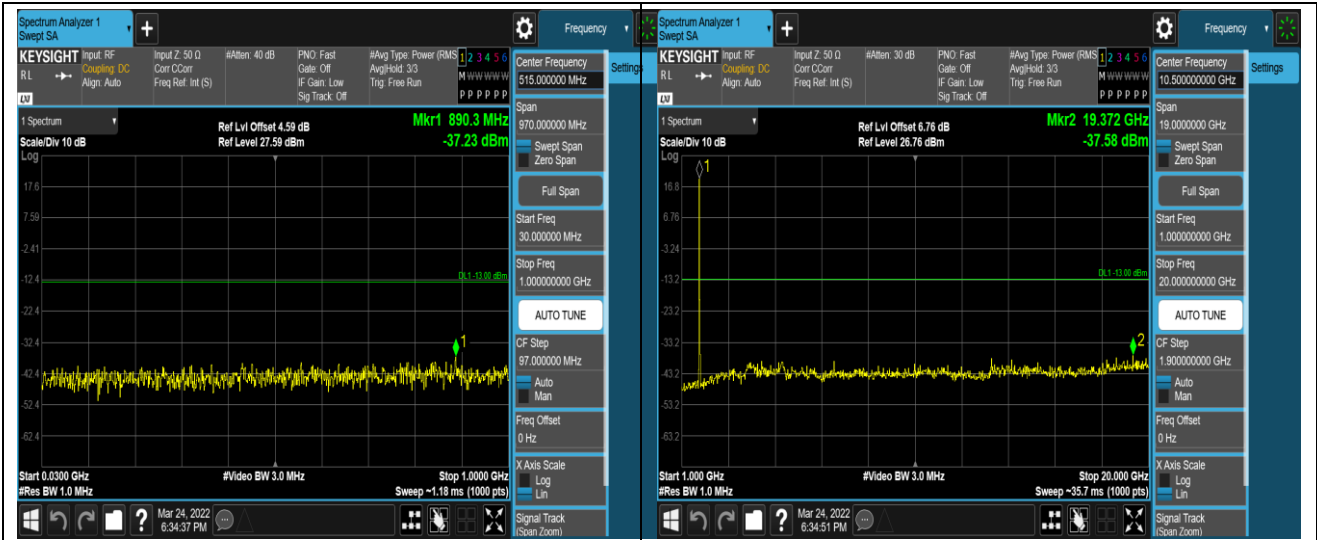 Spectrum Analyzer 1
Swept SA
+
Frequency
KEYSIGHT
Input: RF
Input Z: 50 Ω
#Atten: 40 dB
PNO: Fast
#Avg Type: Power (RMS
1 2 3 4 5 6
RL
Coupling: DC
Corr CCorr
Gate: Off
Avg|Hold: 3/3
M W W W W W
Align: Auto
Freq Ref: Int (S)
IF Gain: Low
Trig: Free Run
Sig Track: Off
P P P P P P
LXI
Center Frequency
515.000000 MHz
Settings
1 Spectrum
Ref Lvl Offset 4.59 dB
Mkr1 890.3 MHz
Scale/Div 10 dB
Ref Level 27.59 dBm
-37.23 dBm
Log
17.6
7.59
-2.41
-12.4
-22.4
-32.4
-42.4
-52.4
-62.4
DL1 -13.00 dBm
1
Start 0.0300 GHz
#Video BW 3.0 MHz
Stop 1.0000 GHz
#Res BW 1.0 MHz
Sweep ~1.18 ms (1000 pts)
Span
970.000000 MHz
Swept Span
Zero Span
Full Span
Start Freq
30.000000 MHz
Stop Freq
1.000000000 GHz
AUTO TUNE
CF Step
97.000000 MHz
Auto
Man
Freq Offset
0 Hz
X Axis Scale
Log
Lin
Signal Track
(Span Zoom)
?
Mar 24, 2022
6:34:37 PM
Spectrum Analyzer 1
Swept SA
+
Frequency
KEYSIGHT
Input: RF
Input Z: 50 Ω
#Atten: 30 dB
PNO: Fast
#Avg Type: Power (RMS
1 2 3 4 5 6
RL
Coupling: DC
Corr CCorr
Gate: Off
Avg|Hold: 3/3
M W W W W W
Align: Auto
Freq Ref: Int (S)
IF Gain: Low
Trig: Free Run
Sig Track: Off
P P P P P P
LXI
Center Frequency
10.500000000 GHz
Settings
1 Spectrum
Ref Lvl Offset 6.76 dB
Mkr2 19.372 GHz
Scale/Div 10 dB
Ref Level 26.76 dBm
-37.58 dBm
Log
1
16.8
6.76
-3.24
-13.2
-23.2
-33.2
-43.2
-53.2
-63.2
DL1 -13.00 dBm
2
Start 1.000 GHz
#Video BW 3.0 MHz
Stop 20.000 GHz
#Res BW 1.0 MHz
Sweep ~35.7 ms (1000 pts)
Span
19.0000000 GHz
Swept Span
Zero Span
Full Span
Start Freq
1.000000000 GHz
Stop Freq
20.000000000 GHz
AUTO TUNE
CF Step
1.900000000 GHz
Auto
Man
Freq Offset
0 Hz
X Axis Scale
Log
Lin
Signal Track
(Span Zoom)
?
Mar 24, 2022
6:34:51 PM